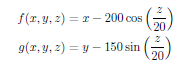 f(x, y, z) = x − 200 cos (z/20)
g(x, y, z) = y − 150 sin (z/20)